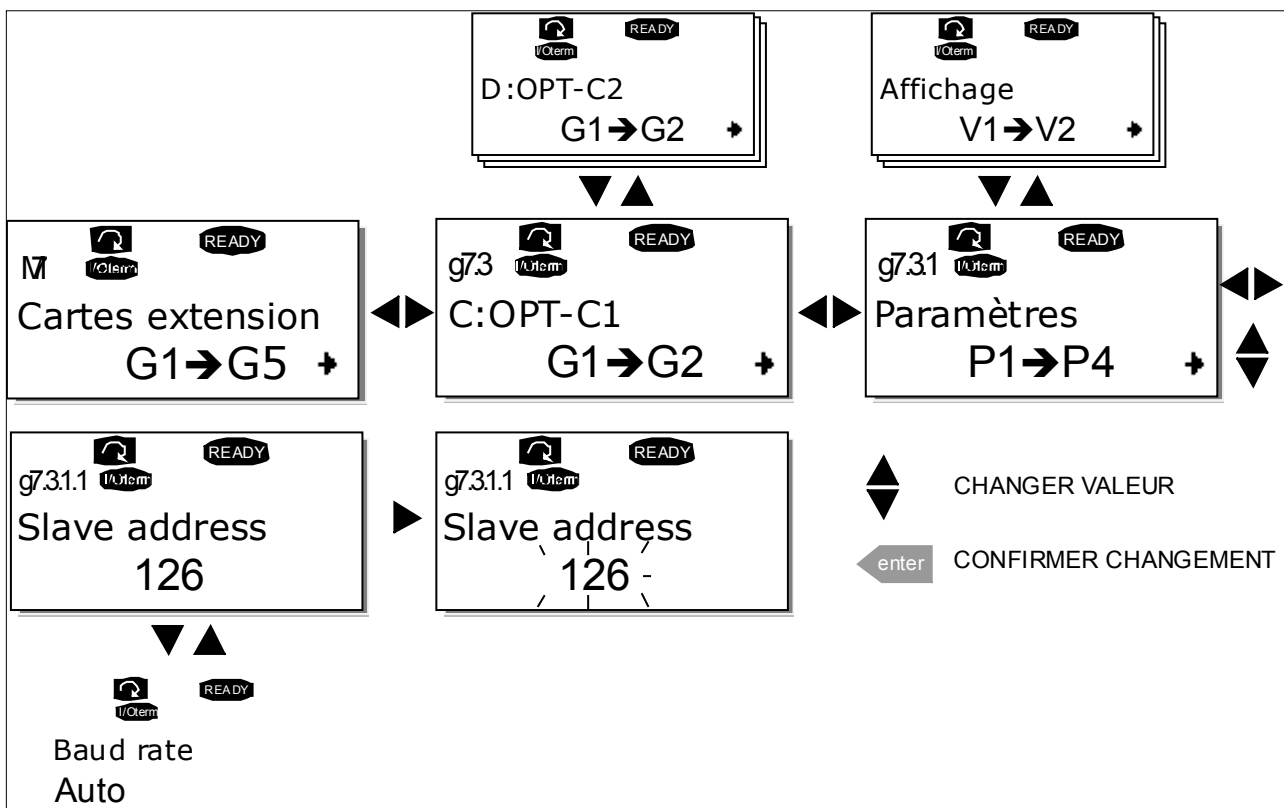 I/Oterm READY
D:OPT-C2
G1➔G2
I/Oterm READY
Affichage
V1➔V2
READY
M7 I/Oterm
Cartes extension
G1➔G5
READY
g7.3 I/Oterm
C:OPT-C1
G1➔G2
READY
g7.3.1 I/Oterm
Paramètres
P1➔P4
READY
g7.3.1.1 I/Oterm
Slave address
126
READY
g7.3.1.1 I/Oterm
Slave address
126
CHANGER VALEUR
enter CONFIRMER CHANGEMENT
READY
I/Oterm
Baud rate
Auto